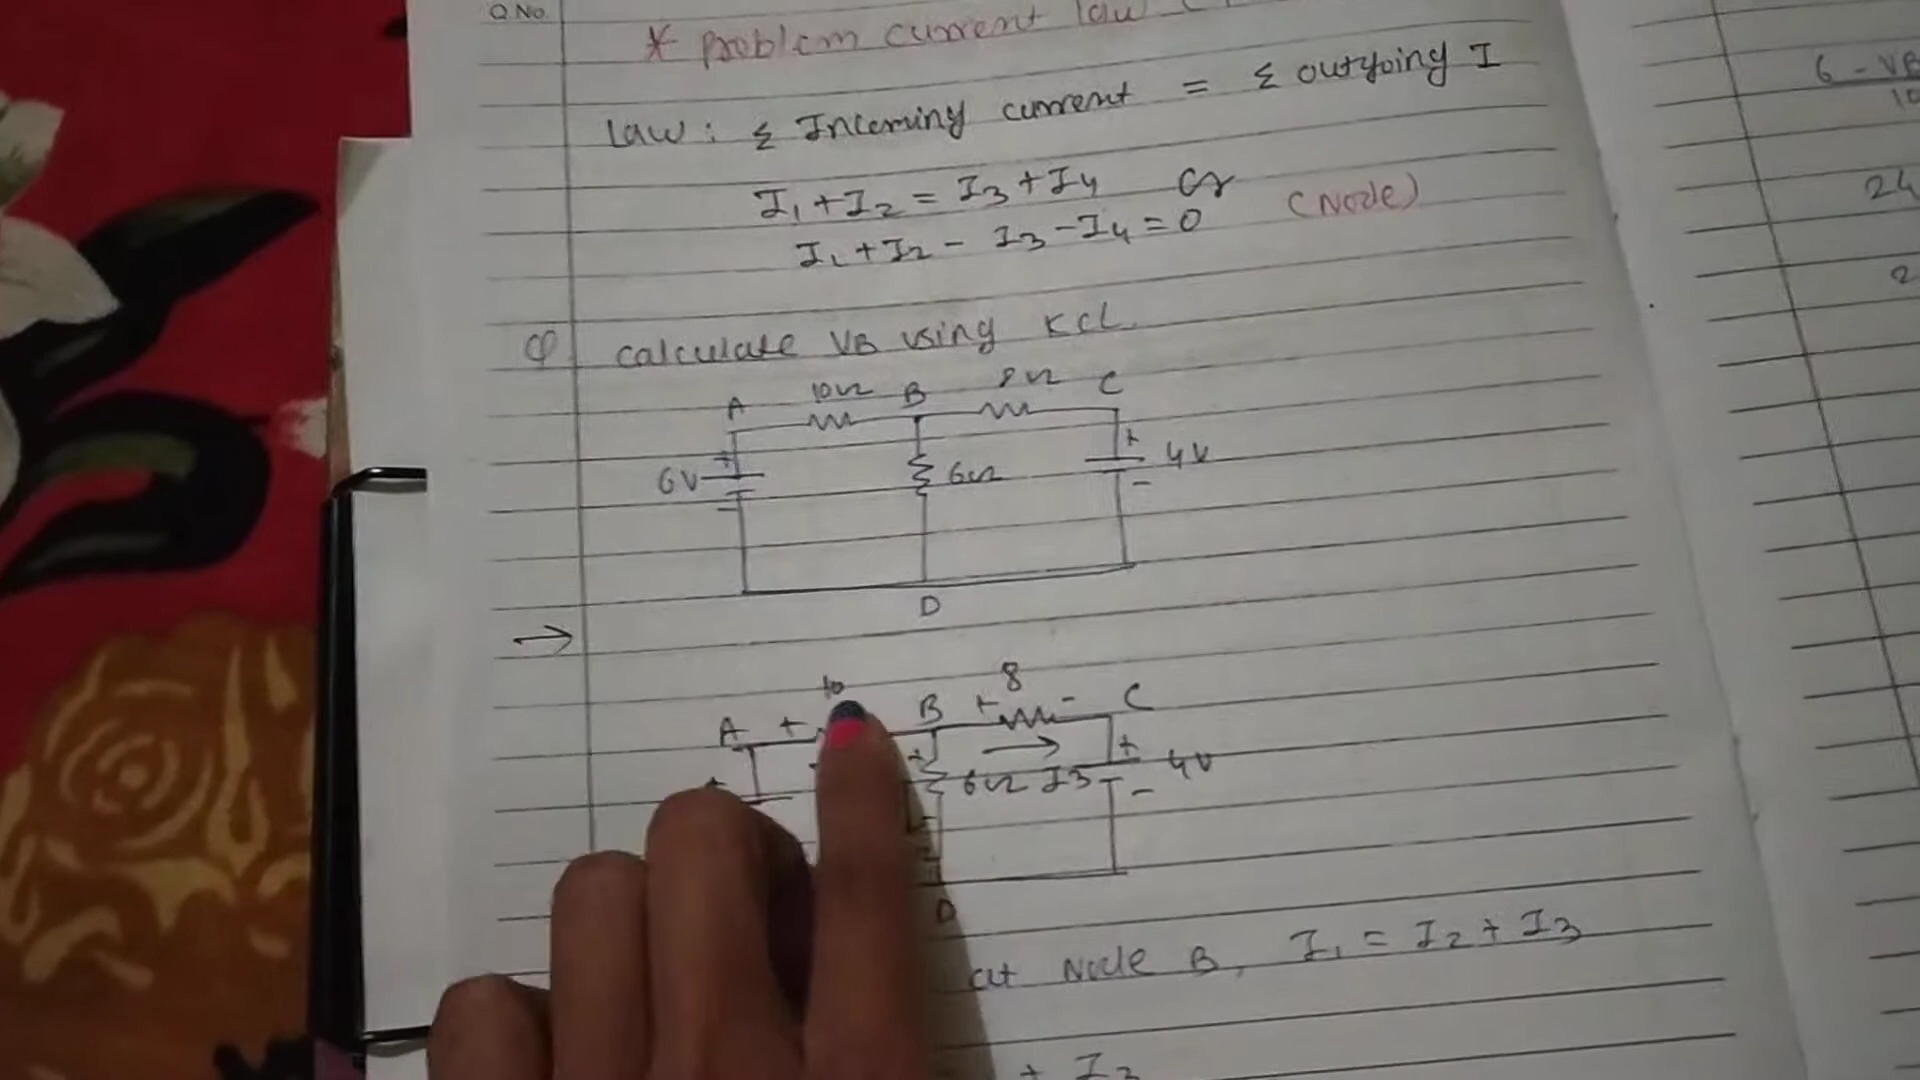 Q No.
* Problem current law
Law : Σ Incoming current = Σ outgoing I
I1 + I2 = I3 + I4 or
I1 + I2 - I3 - I4 = 0 (Node)
Q calculate VB using KCL.
A 10Ω B 8Ω C
6V + - 6Ω + - 4V
D
→
A + 10 B + 8 - C
+ + 6Ω I3 + - 4V
D
at Node B, I1 = I2 + I3
+ I3
6 - VB
10
24
2